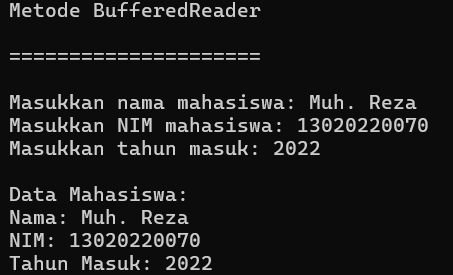 Metode BufferedReader
=====================
Masukkan nama mahasiswa: Muh. Reza
Masukkan NIM mahasiswa: 13020220070
Masukkan tahun masuk: 2022
Data Mahasiswa:
Nama: Muh. Reza
NIM: 13020220070
Tahun Masuk: 2022